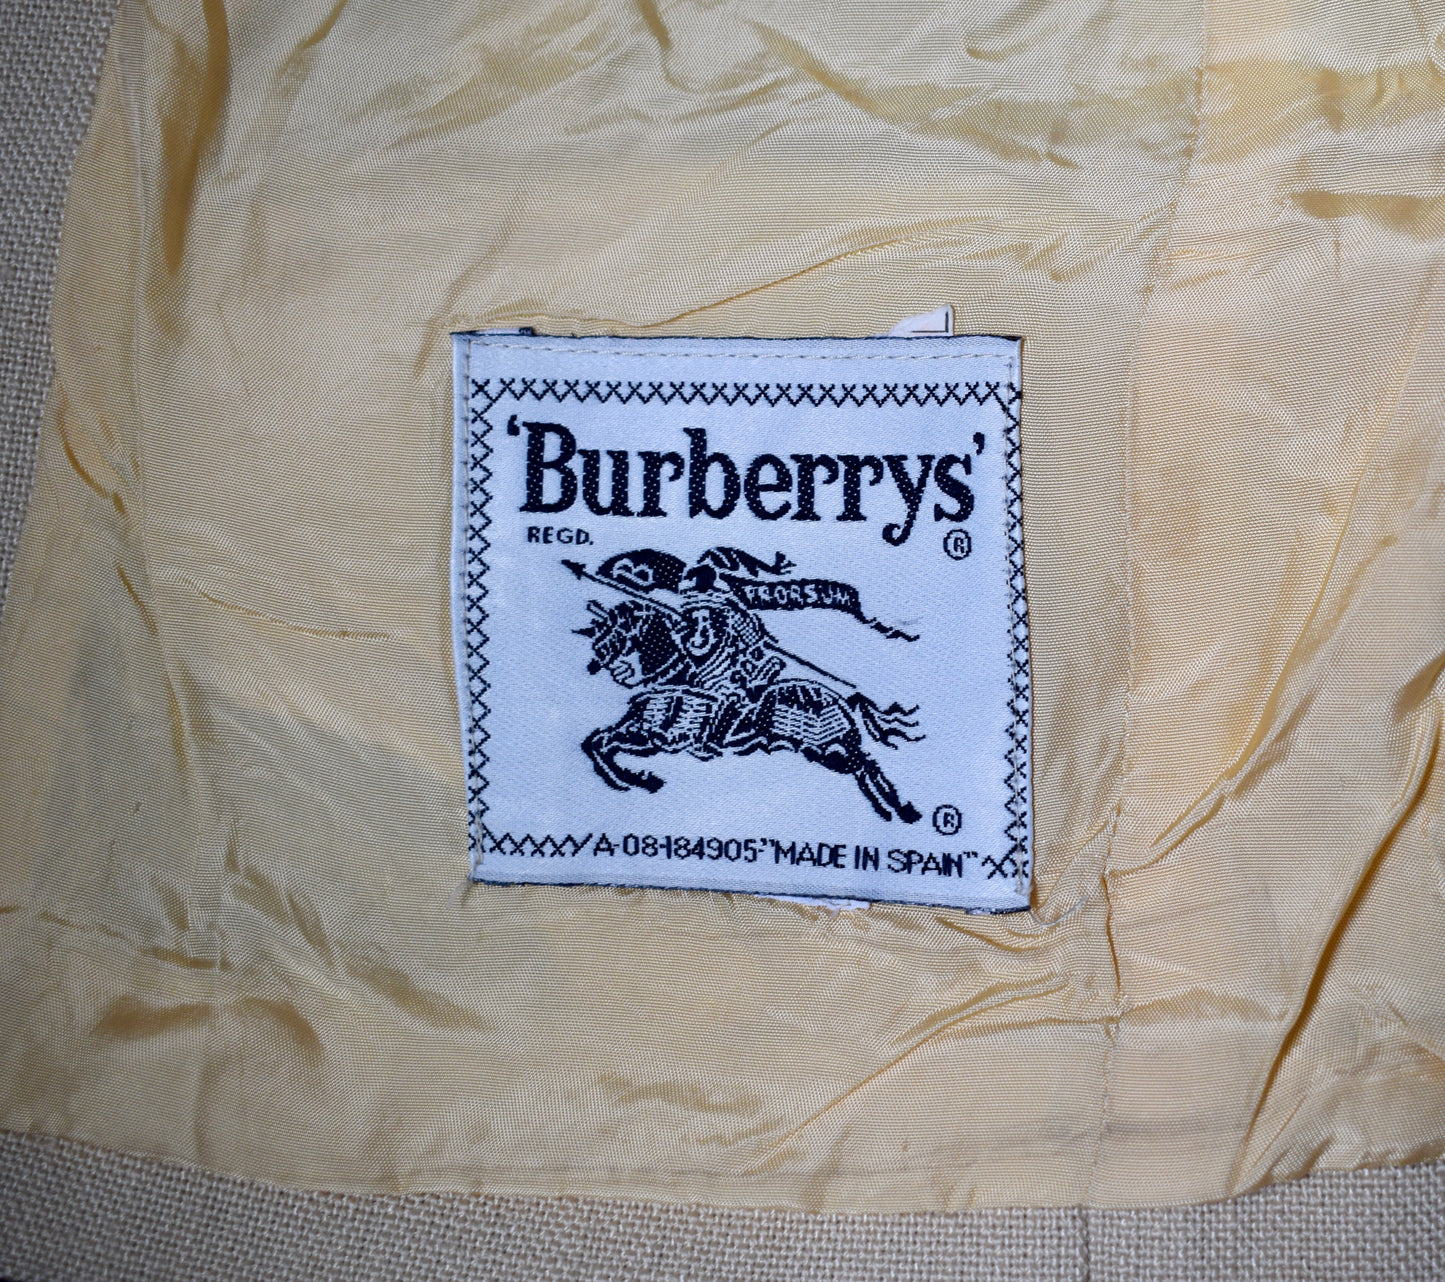 'Burberrys'
REGD. ®
B PRORSUM
B
®
A-08-184905-"MADE IN SPAIN"